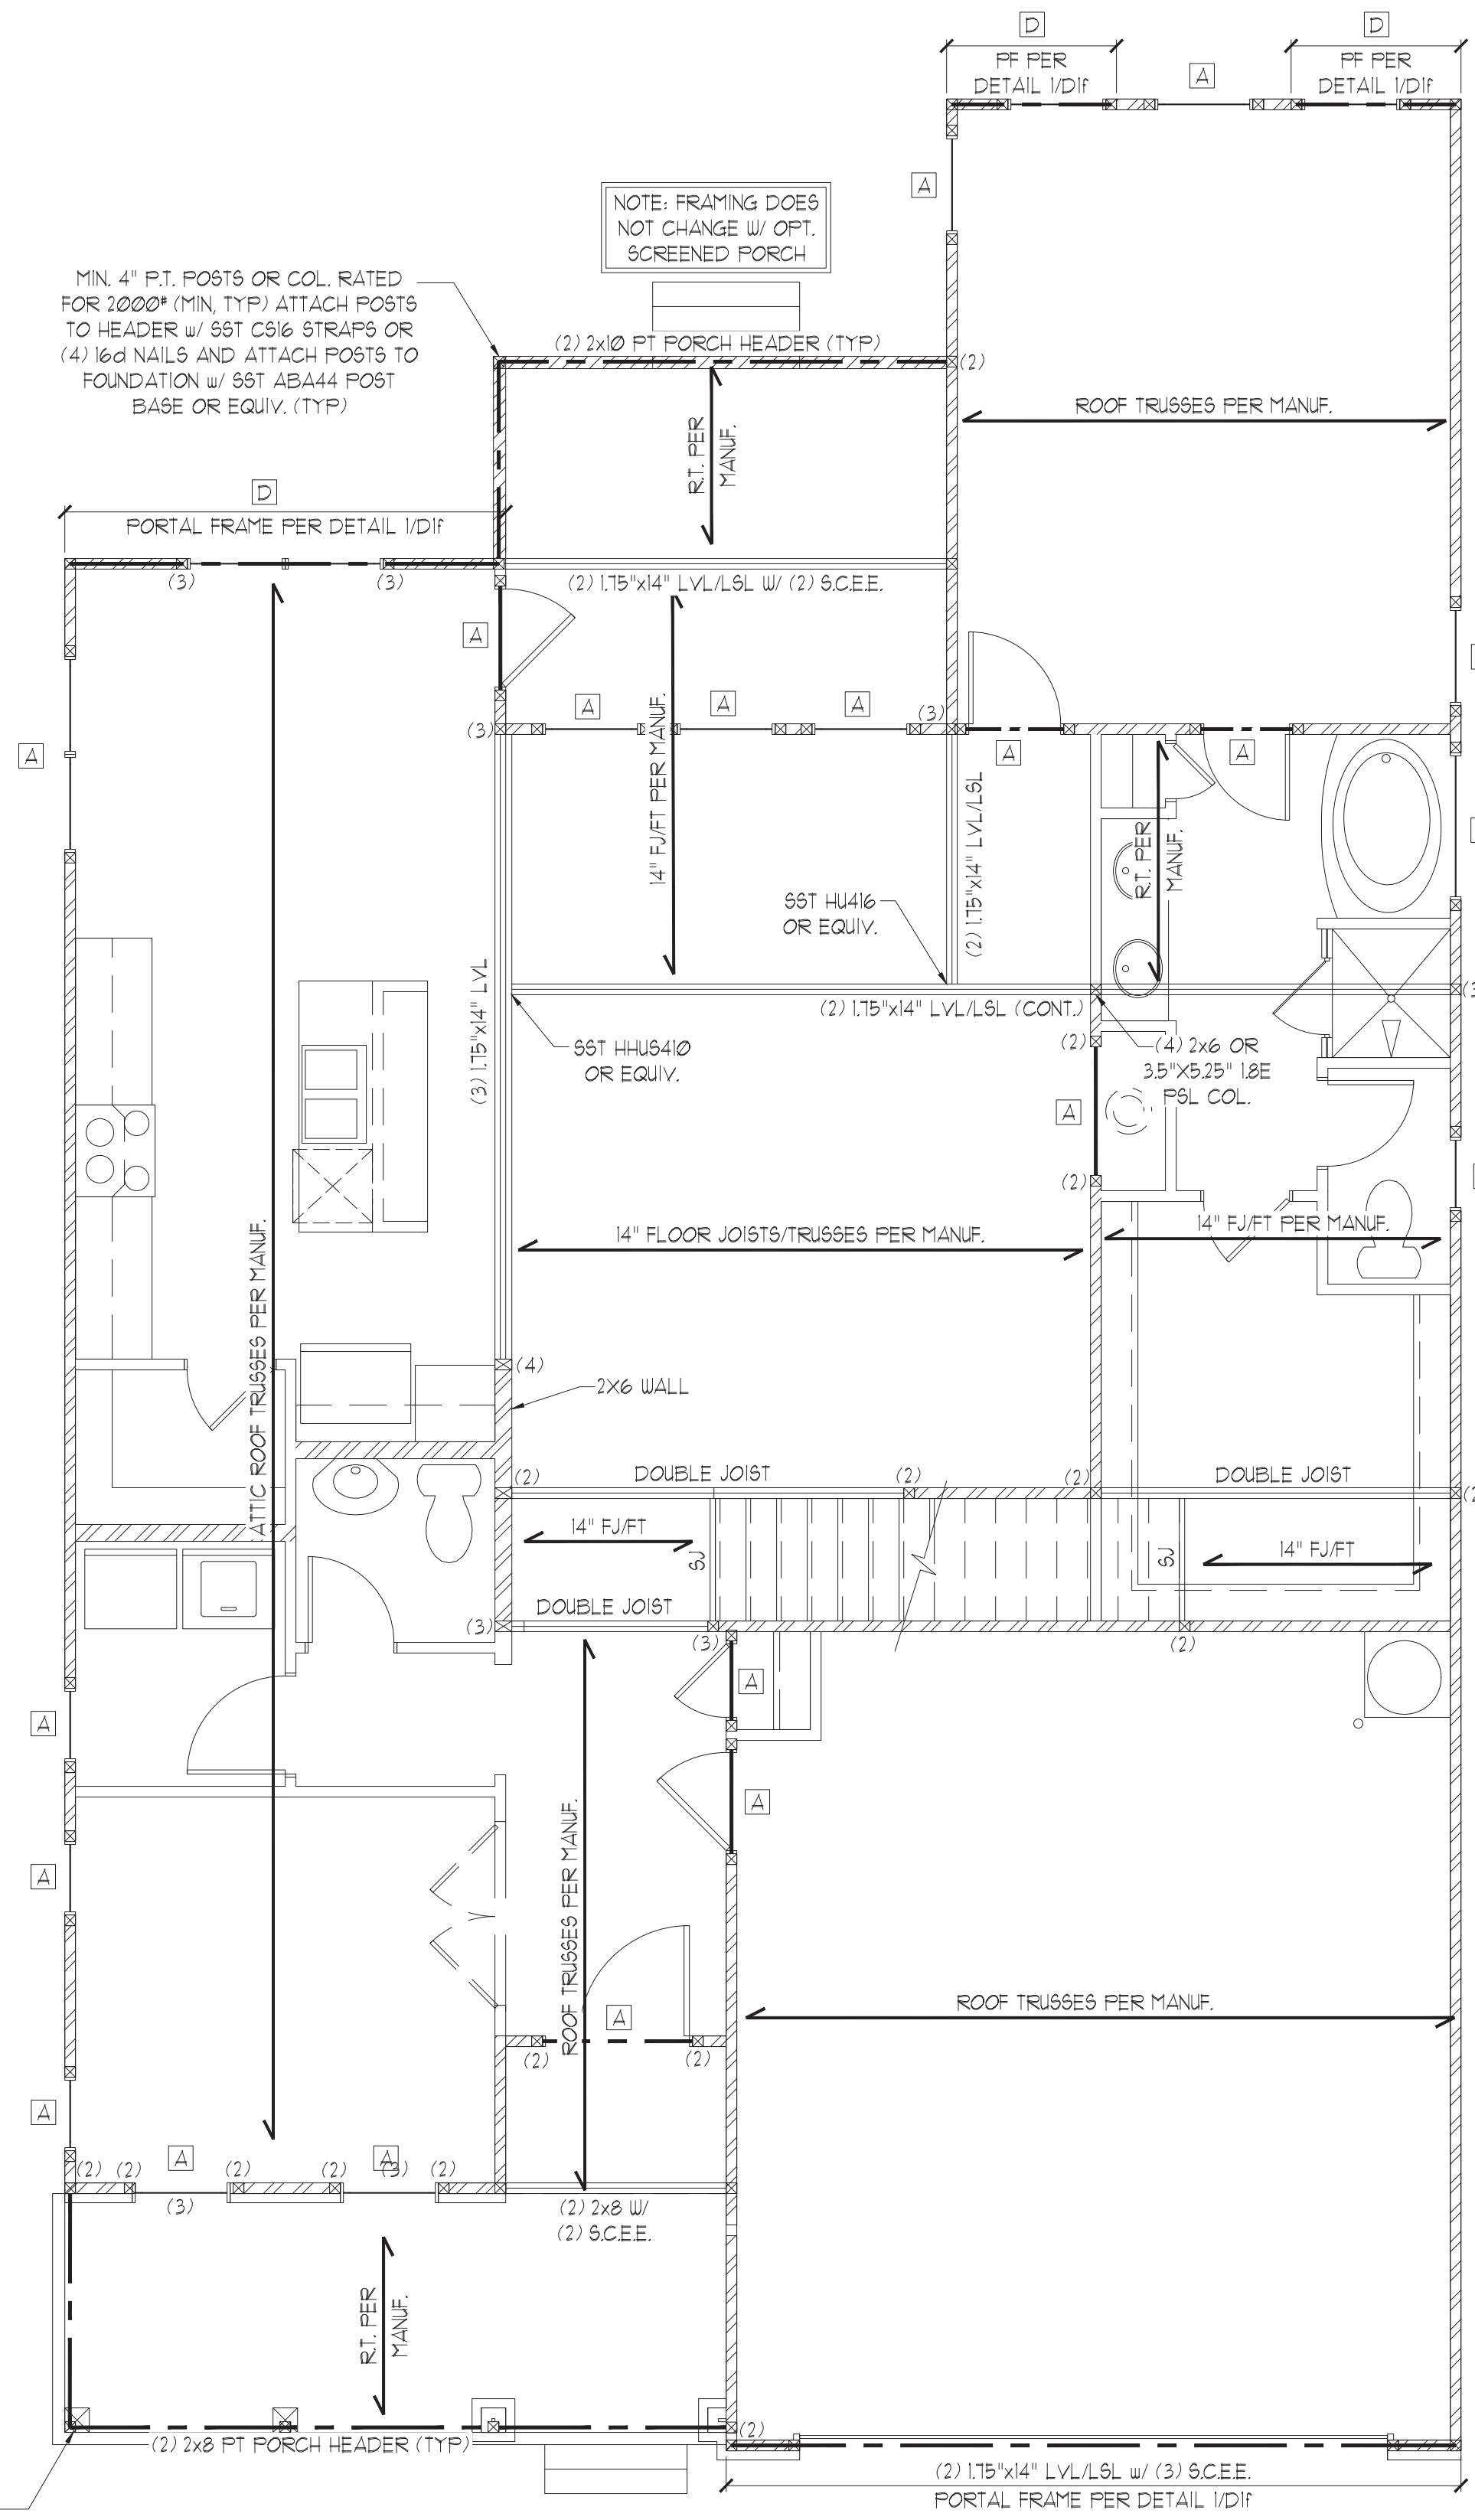 D
D
PF PER
DETAIL 1/D1f
PF PER
DETAIL 1/D1f
A
A
NOTE: FRAMING DOES
NOT CHANGE W/ OPT.
SCREENED PORCH
MIN. 4" P.T. POSTS OR COL. RATED
FOR 2000# (MIN, TYP) ATTACH POSTS
TO HEADER w/ SST CS16 STRAPS OR
(4) 16d NAILS AND ATTACH POSTS TO
FOUNDATION w/ SST ABA44 POST
BASE OR EQUIV. (TYP)
(2) 2x10 PT PORCH HEADER (TYP)
(2)
ROOF TRUSSES PER MANUF.
R.T. PER
MANUF.
D
PORTAL FRAME PER DETAIL 1/D1f
(3)
(3)
(2) 1.75"x14" LVL/LSL W/ (2) S.C.E.E.
A
A
A
A
(3)
(3)
A
A
A
14" FJ/FT PER MANUF.
(2) 1.75"x14" LVL/LSL
R.T. PER
MANUF.
SST HU416
OR EQUIV.
(3) 1.75"x14" LVL
(2) 1.75"x14" LVL/LSL (CONT.)
SST HHUS410
OR EQUIV.
(2)
(4) 2x6 OR
3.5"X5.25" 1.8E
PSL COL.
A
(2)
14" FLOOR JOISTS/TRUSSES PER MANUF.
14" FJ/FT PER MANUF.
ATTIC ROOF TRUSSES PER MANUF.
(4)
2X6 WALL
(2)
DOUBLE JOIST
(2)
(2)
DOUBLE JOIST
14" FJ/FT
SJ
SJ
14" FJ/FT
DOUBLE JOIST
(3)
(3)
(2)
A
A
A
A
ROOF TRUSSES PER MANUF.
ROOF TRUSSES PER MANUF.
A
(2)
(2)
A
(2)
(2)
A
(2)
(2)
A
(3)
(2)
(3)
(2) 2x8 W/
(2) S.C.E.E.
R.T. PER
MANUF.
(2)
(2) 2x8 PT PORCH HEADER (TYP)
(2) 1.75"x14" LVL/LSL w/ (3) S.C.E.E.
PORTAL FRAME PER DETAIL 1/D1f